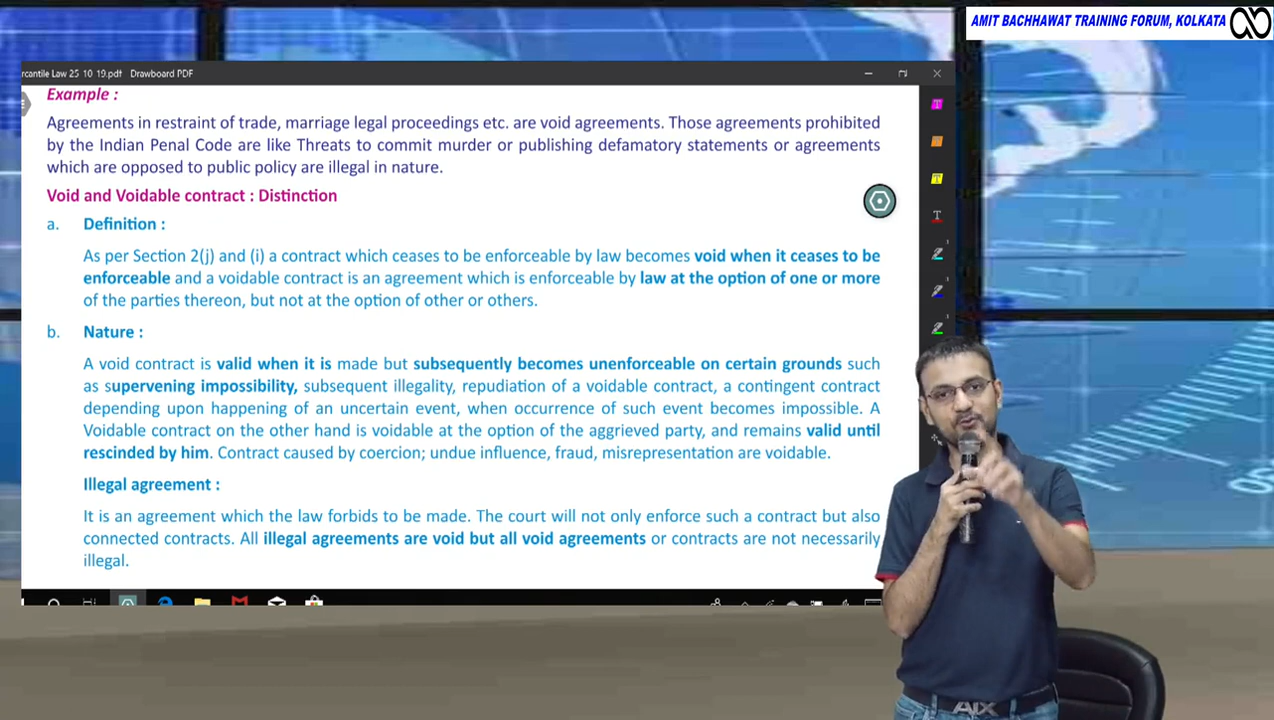 AMIT BACHHAWAT TRAINING FORUM, KOLKATA
rcantile Law 25 10 19.pdf Drawboard PDF
Example :
Agreements in restraint of trade, marriage legal proceedings etc. are void agreements. Those agreements prohibited
by the Indian Penal Code are like Threats to commit murder or publishing defamatory statements or agreements
which are opposed to public policy are illegal in nature.
Void and Voidable contract : Distinction
a. Definition :
As per Section 2(j) and (i) a contract which ceases to be enforceable by law becomes void when it ceases to be
enforceable and a voidable contract is an agreement which is enforceable by law at the option of one or more
of the parties thereon, but not at the option of other or others.
b. Nature :
A void contract is valid when it is made but subsequently becomes unenforceable on certain grounds such
as supervening impossibility, subsequent illegality, repudiation of a voidable contract, a contingent contract
depending upon happening of an uncertain event, when occurrence of such event becomes impossible. A
Voidable contract on the other hand is voidable at the option of the aggrieved party, and remains valid until
rescinded by him. Contract caused by coercion; undue influence, fraud, misrepresentation are voidable.
Illegal agreement :
It is an agreement which the law forbids to be made. The court will not only enforce such a contract but also
connected contracts. All illegal agreements are void but all void agreements or contracts are not necessarily
illegal.
AIX